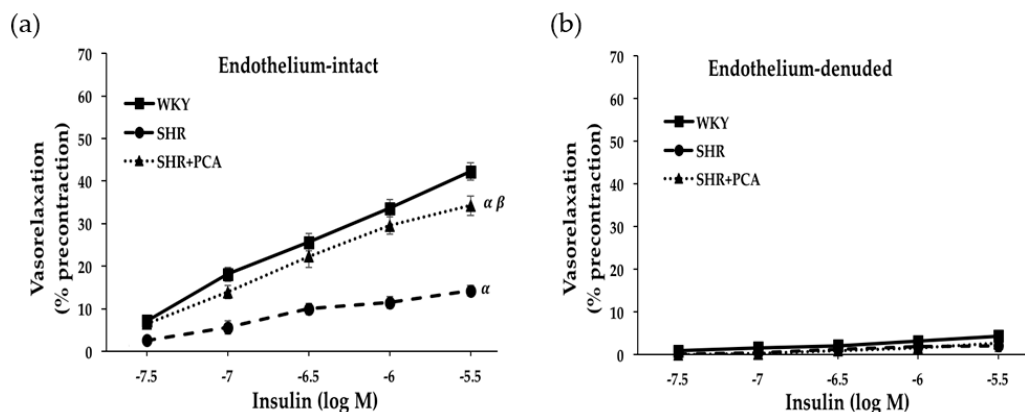 (a)
Endothelium-intact
WKY
SHR
SHR+PCA
Vasorelaxation
(% precontraction)
70
60
50
40
30
20
10
0
α β
α
-7.5 -7 -6.5 -6 -5.5
Insulin (log M)
(b)
Endothelium-denuded
WKY
SHR
SHR+PCA
Vasorelaxation
(% precontraction)
70
60
50
40
30
20
10
0
-7.5 -7 -6.5 -6 -5.5
Insulin (log M)